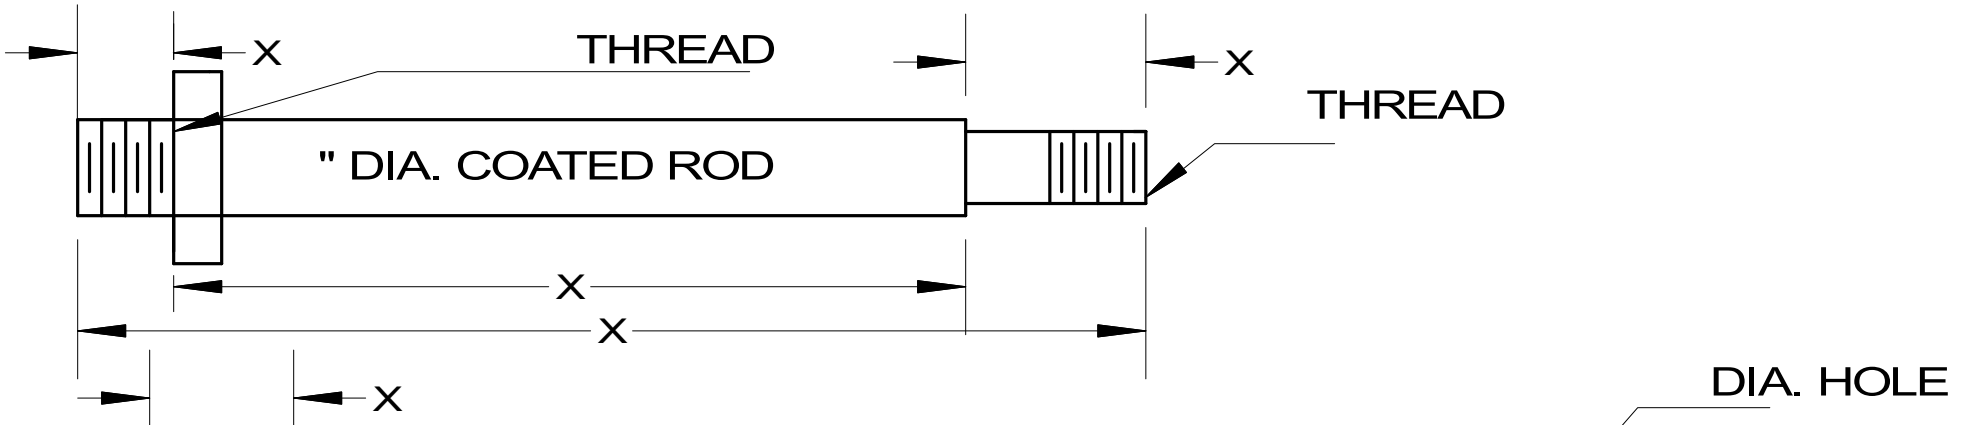 X
THREAD
X
THREAD
" DIA. COATED ROD
X
X
X
DIA. HOLE